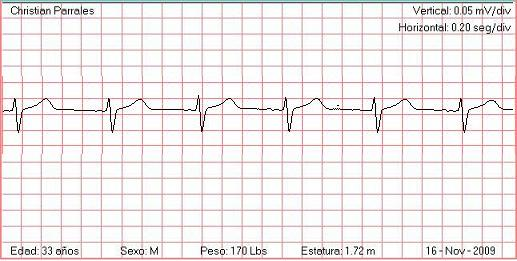 Christian Parrales
Vertical: 0.05 mV/div
Horizontal: 0.20 seg/div
Edad: 33 años Sexo: M Peso: 170 Lbs Estatura: 1.72 m 16 - Nov - 2009